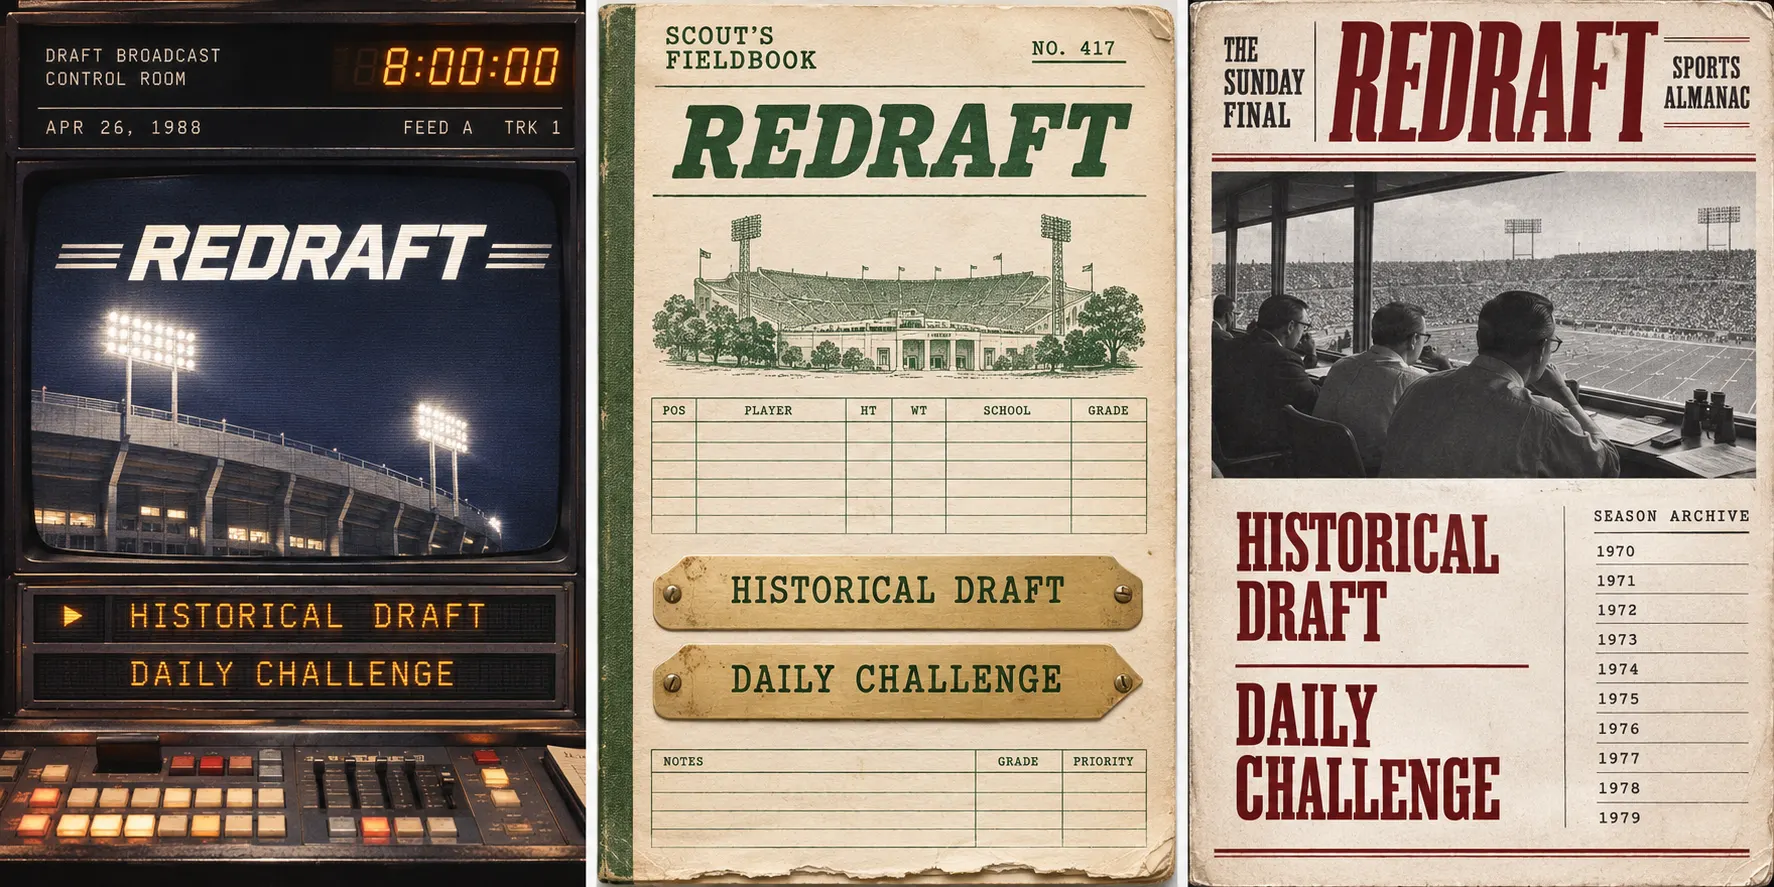 DRAFT BROADCAST
CONTROL ROOM
8:00:00
APR 26, 1988
FEED A TRK 1
REDRAFT
HISTORICAL DRAFT
DAILY CHALLENGE
SCOUT'S
FIELDBOOK
NO. 417
REDRAFT
POS PLAYER HT WT SCHOOL GRADE
HISTORICAL DRAFT
DAILY CHALLENGE
NOTES GRADE PRIORITY
THE
SUNDAY
FINAL
REDRAFT
SPORTS
ALMANAC
HISTORICAL
DRAFT
DAILY
CHALLENGE
SEASON ARCHIVE
1970
1971
1972
1973
1974
1975
1976
1977
1978
1979